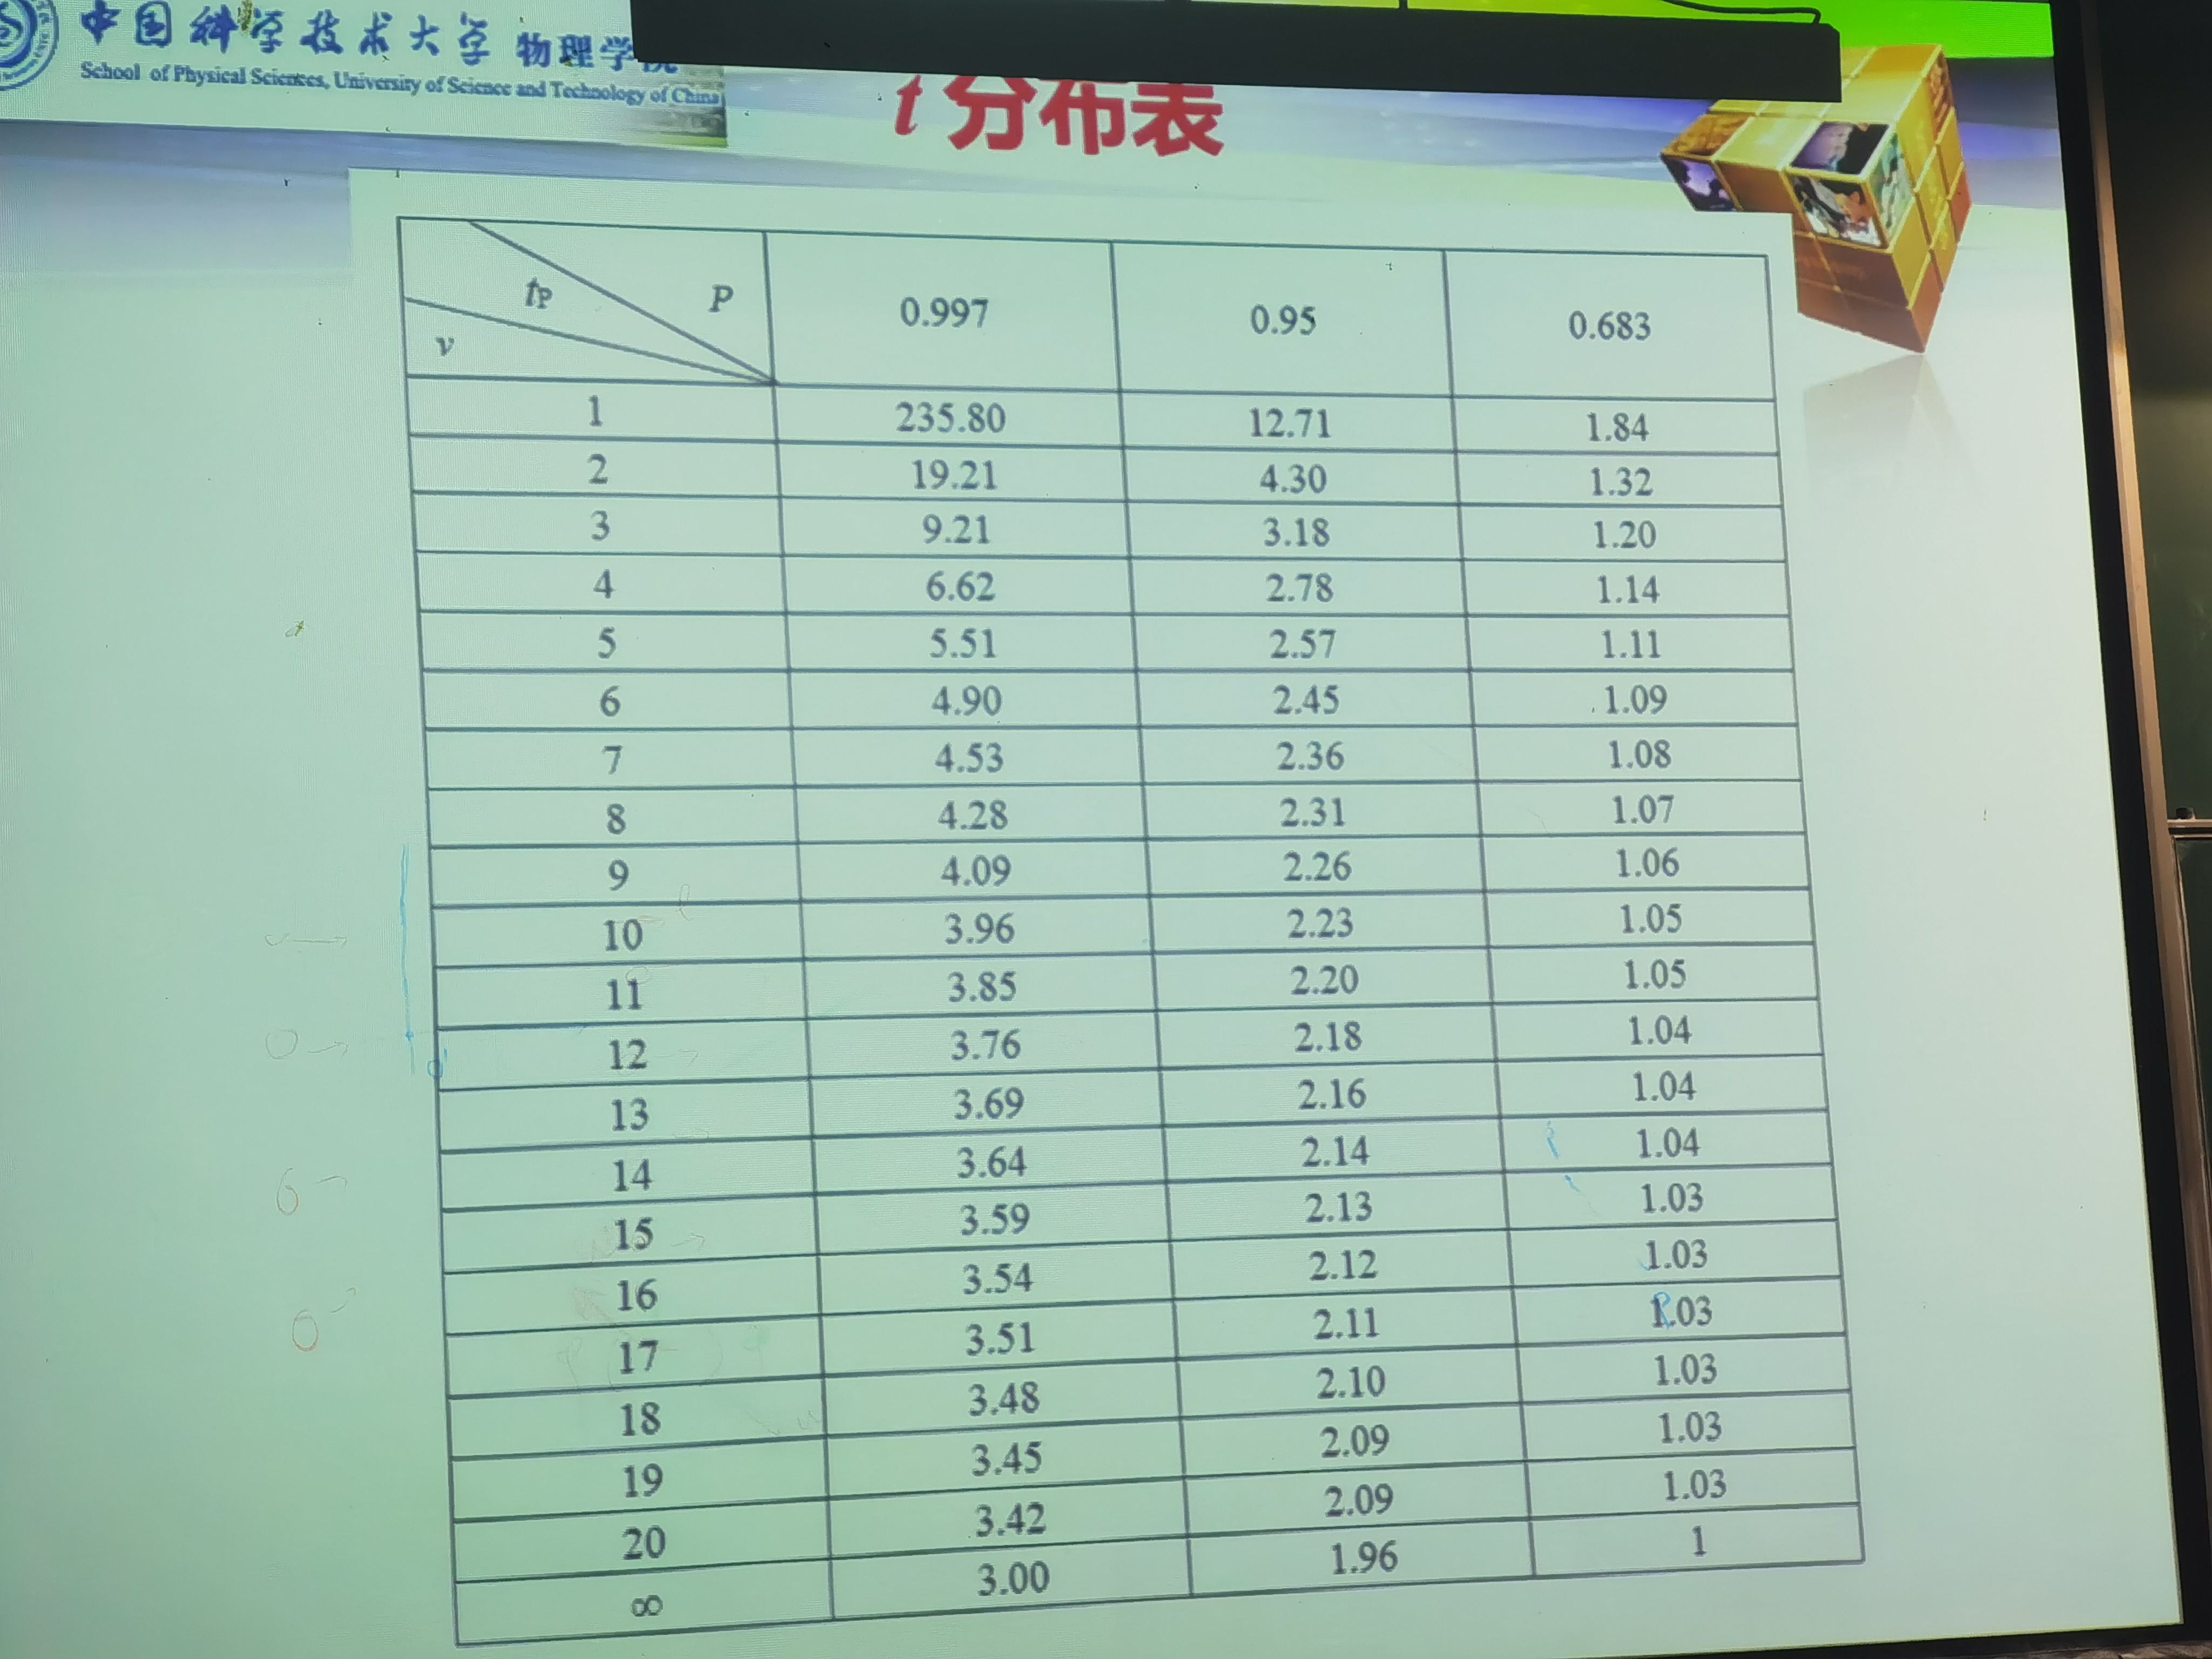 中国科学技术大学 物理学院
School of Physical Sciences, University of Science and Technology of China
t 分布表
tP P 0.997 0.95 0.683
ν
1 235.80 12.71 1.84
2 19.21 4.30 1.32
3 9.21 3.18 1.20
4 6.62 2.78 1.14
5 5.51 2.57 1.11
6 4.90 2.45 1.09
7 4.53 2.36 1.08
8 4.28 2.31 1.07
9 4.09 2.26 1.06
10 3.96 2.23 1.05
11 3.85 2.20 1.05
12 3.76 2.18 1.04
13 3.69 2.16 1.04
14 3.64 2.14 1.04
15 3.59 2.13 1.03
16 3.54 2.12 1.03
17 3.51 2.11 1.03
18 3.48 2.10 1.03
19 3.45 2.09 1.03
20 3.42 2.09 1.03
∞ 3.00 1.96 1